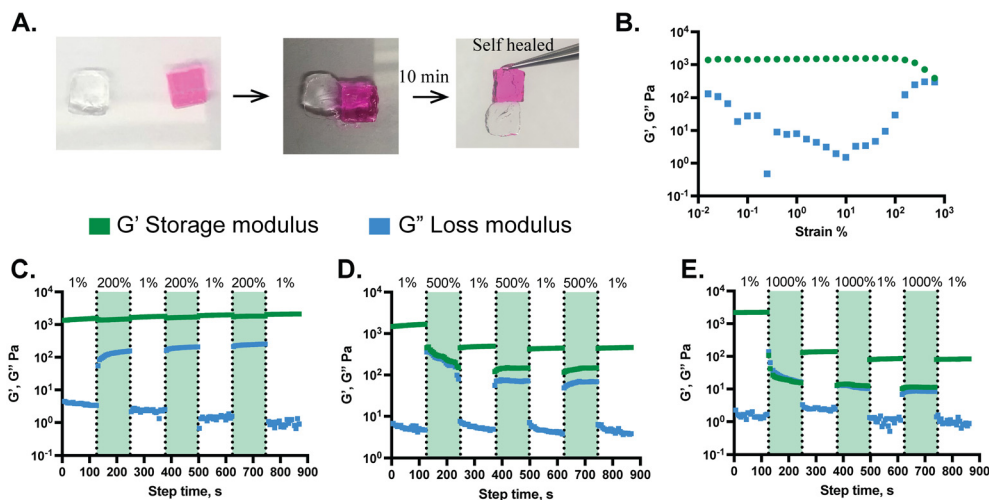 A.
B.
10 min
Self healed
G', G'' Pa
10⁴
10³
10²
10¹
10⁰
10⁻¹
10⁻² 10⁻¹ 10⁰ 10¹ 10² 10³
Strain %
G' Storage modulus
G'' Loss modulus
C.
1% 200% 1% 200% 1% 200% 1%
G', G'' Pa
10⁴
10³
10²
10¹
10⁰
10⁻¹
0 100 200 300 400 500 600 700 800 900
Step time, s
D.
1% 500% 1% 500% 1% 500% 1%
G', G'' Pa
10⁴
10³
10²
10¹
10⁰
0 100 200 300 400 500 600 700 800 900
Step time, s
E.
1% 1000% 1% 1000% 1% 1000% 1%
G', G'' Pa
10⁴
10³
10²
10¹
10⁰
10⁻¹
0 100 200 300 400 500 600 700 800 900
Step time, s